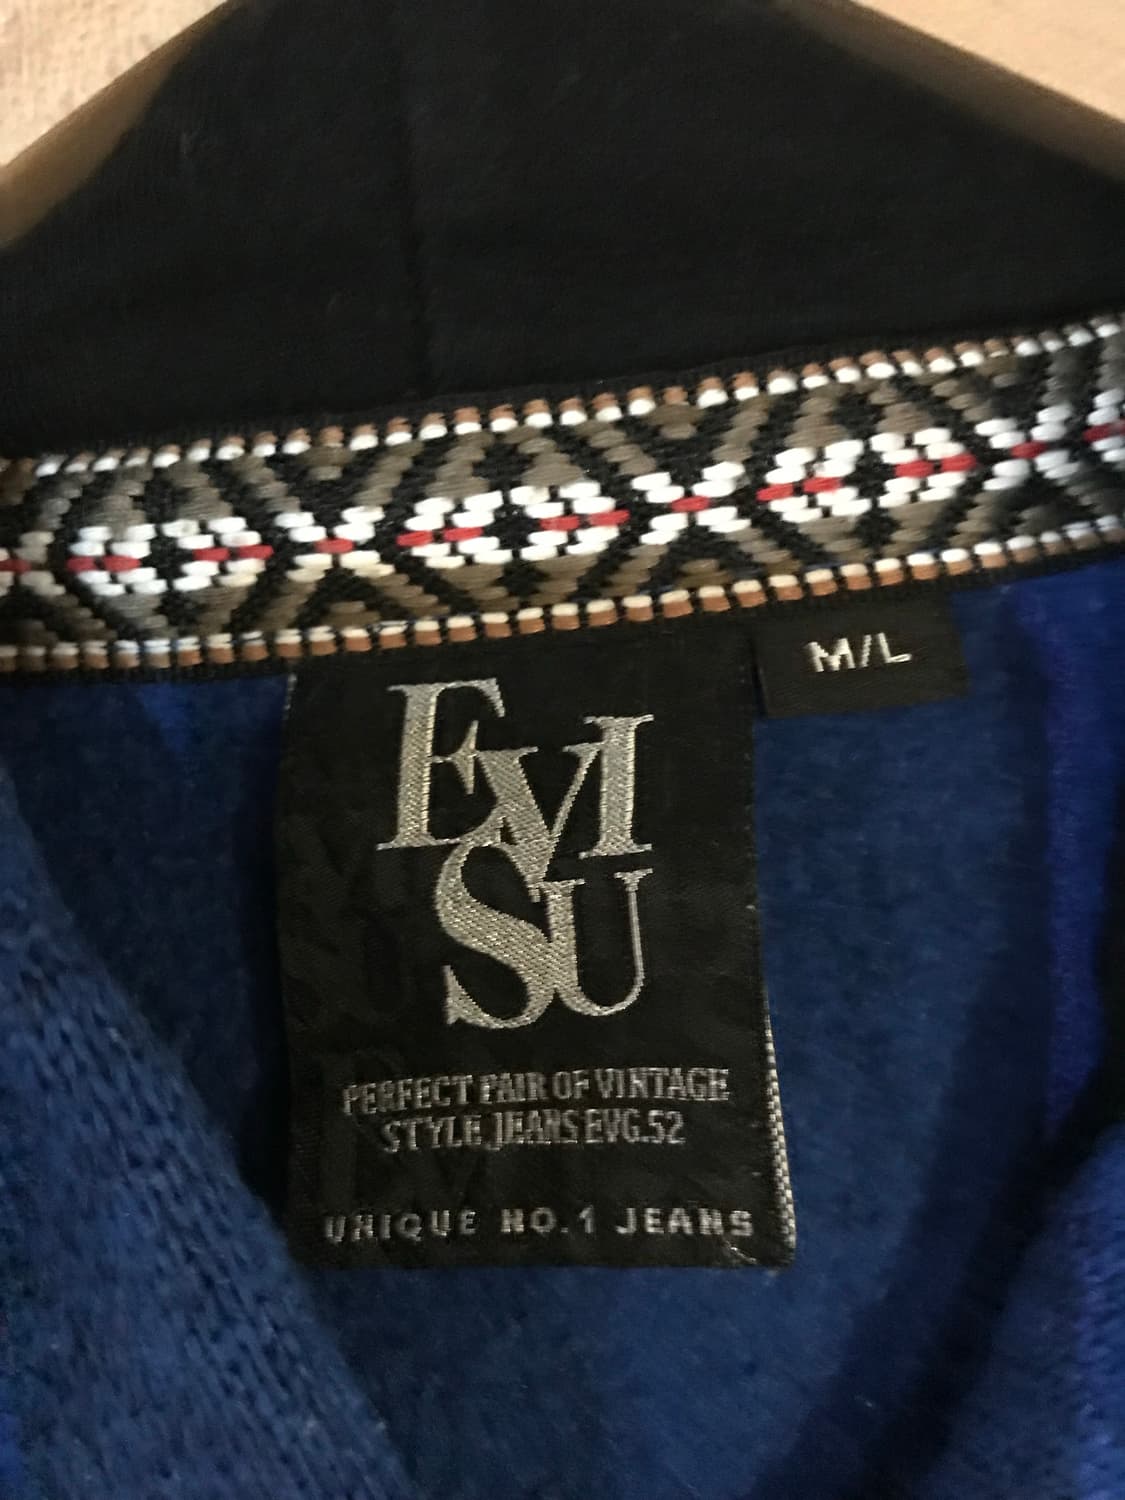 M/L
EVI
SU
PERFECT PAIR OF VINTAGE
STYLE JEANS EVG.52
UNIQUE NO.1 JEANS